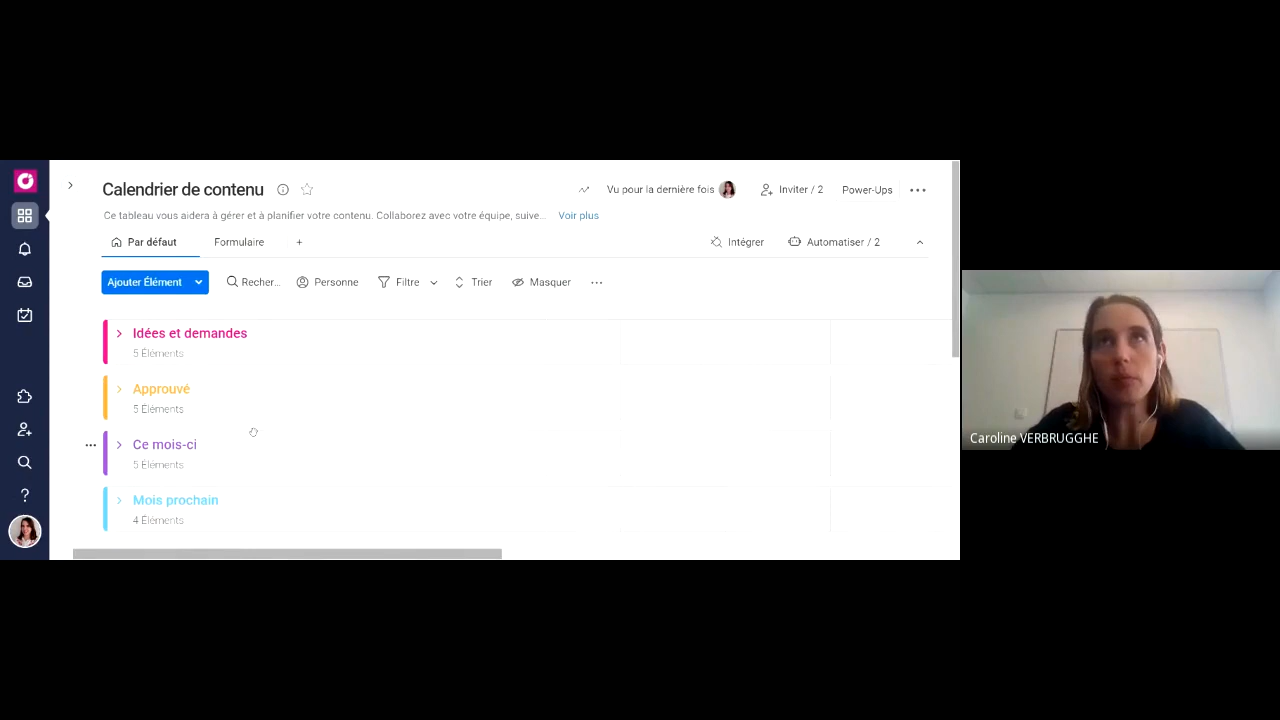 Calendrier de contenu
Vu pour la dernière fois
Inviter / 2
Power-Ups
Ce tableau vous aidera à gérer et à planifier votre contenu. Collaborez avec votre équipe, suive... Voir plus
Par défaut
Formulaire
+
Intégrer
Automatiser / 2
Ajouter Élément
Recher...
Personne
Filtre
Trier
Masquer
Idées et demandes
5 Éléments
Approuvé
5 Éléments
Ce mois-ci
5 Éléments
Mois prochain
4 Éléments
Caroline VERBRUGGHE